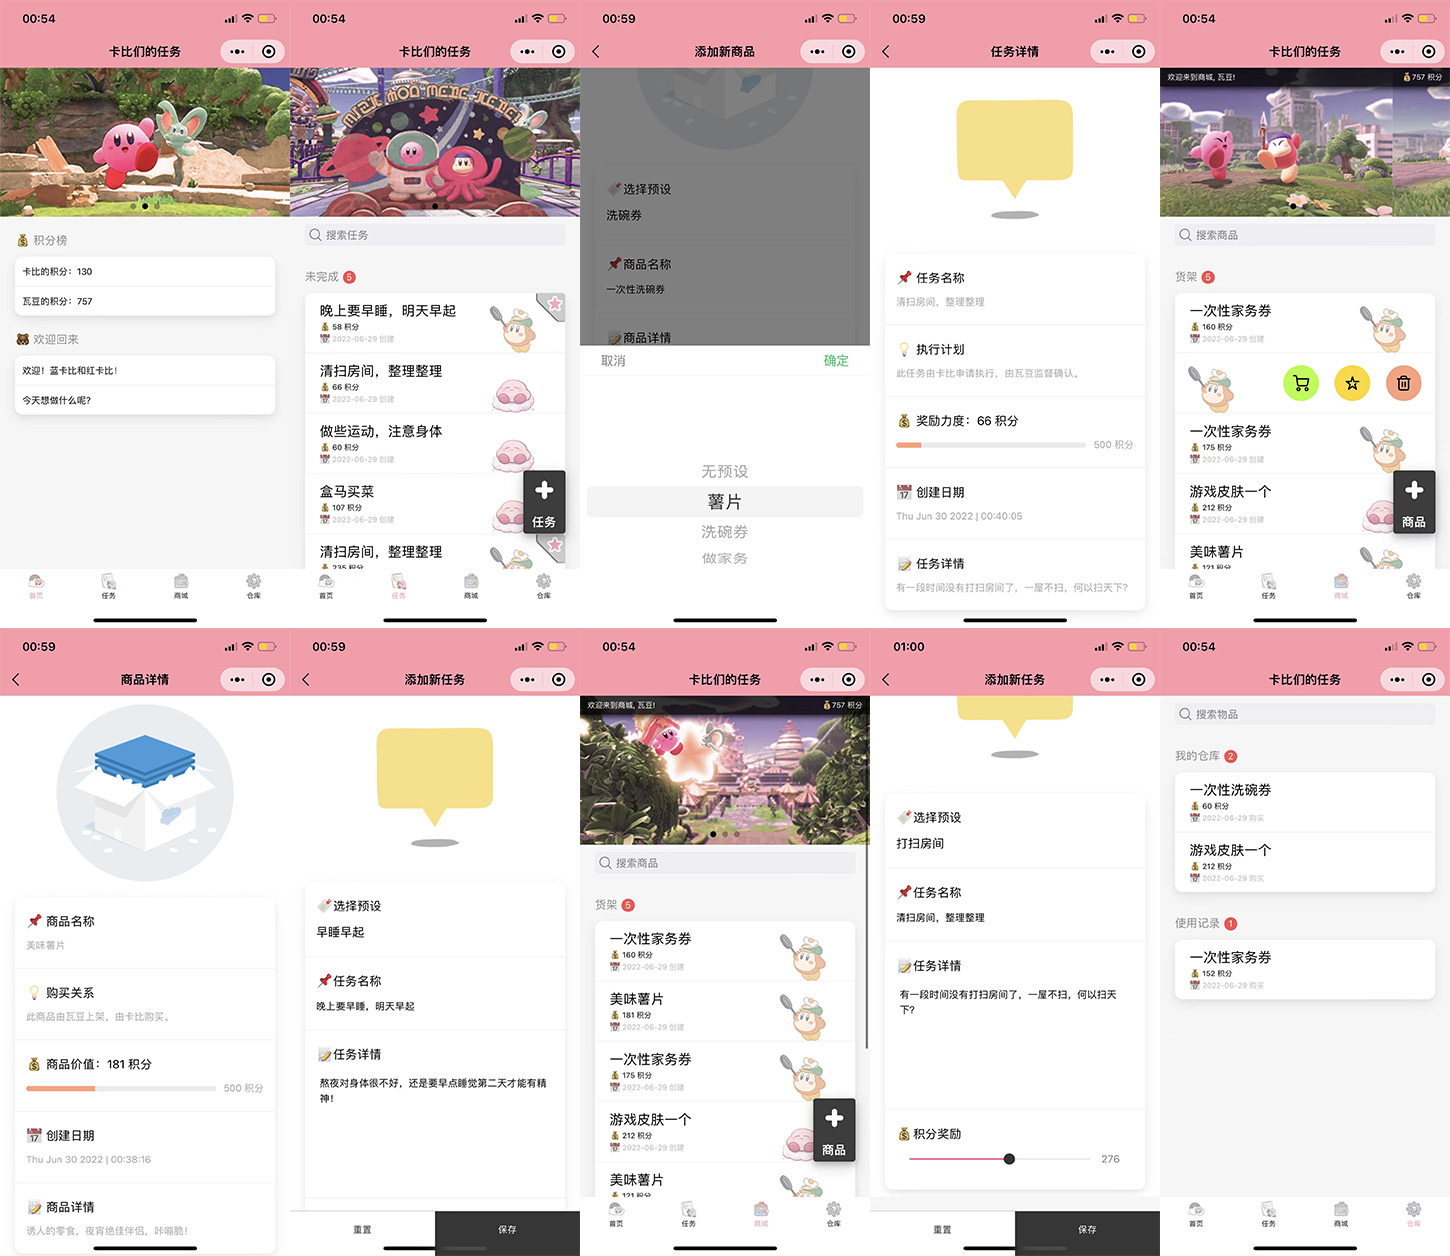 00:54
卡比们的任务
积分榜
卡比的积分：130
瓦豆的积分：757
欢迎回来
欢迎！蓝卡比和红卡比！
今天想做什么呢?
首页
任务
商城
仓库
00:54
卡比们的任务
搜索任务
未完成 5
晚上要早睡，明天早起
58 积分
2022-06-29 创建
清扫房间，整理整理
66 积分
2022-06-29 创建
做些运动，注意身体
60 积分
2022-06-29 创建
盒马买菜
107 积分
2022-06-29 创建
清扫房间，整理整理
235 积分
任务
首页
任务
商城
仓库
00:59
添加新商品
选择预设
洗碗券
商品名称
一次性洗碗券
商品详情
取消
确定
无预设
薯片
洗碗券
做家务
00:59
任务详情
任务名称
清扫房间，整理整理
执行计划
此任务由卡比申请执行，由瓦豆监督确认。
奖励力度：66 积分
500 积分
创建日期
Thu Jun 30 2022 | 00:40:05
任务详情
有一段时间没有打扫房间了，一屋不扫，何以扫天下?
00:54
卡比们的任务
欢迎来到商城, 瓦豆!
757 积分
搜索商品
货架 5
一次性家务券
160 积分
2022-06-29 创建
一次性家务券
175 积分
2022-06-29 创建
游戏皮肤一个
212 积分
2022-06-29 创建
美味薯片
121 积分
商品
首页
任务
商城
仓库
00:59
商品详情
商品名称
美味薯片
购买关系
此商品由瓦豆上架，由卡比购买。
商品价值：181 积分
500 积分
创建日期
Thu Jun 30 2022 | 00:38:16
商品详情
诱人的零食，夜宵绝佳伴侣，咔嘣脆!
00:59
添加新任务
选择预设
早睡早起
任务名称
晚上要早睡，明天早起
任务详情
熬夜对身体很不好，还是要早点睡觉第二天才能有精
神！
重置
保存
00:54
卡比们的任务
欢迎来到商城, 瓦豆!
757 积分
搜索商品
货架 5
一次性家务券
160 积分
2022-06-29 创建
美味薯片
181 积分
2022-06-29 创建
一次性家务券
175 积分
2022-06-29 创建
游戏皮肤一个
212 积分
2022-06-29 创建
美味薯片
121 积分
商品
首页
任务
商城
仓库
01:00
添加新任务
选择预设
打扫房间
任务名称
清扫房间，整理整理
任务详情
有一段时间没有打扫房间了，一屋不扫，何以扫天
下?
积分奖励
276
重置
保存
00:54
卡比们的任务
搜索物品
我的仓库 2
一次性洗碗券
60 积分
2022-06-29 购买
游戏皮肤一个
212 积分
2022-06-29 购买
使用记录 1
一次性家务券
152 积分
2022-06-29 购买
首页
任务
商城
仓库